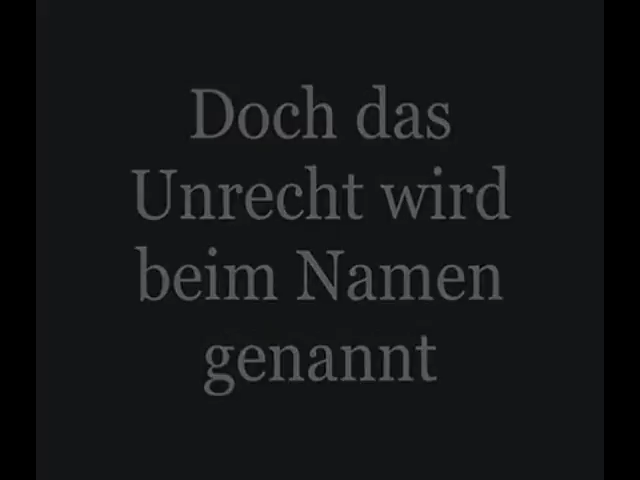 Doch das
Unrecht wird
beim Namen
genannt